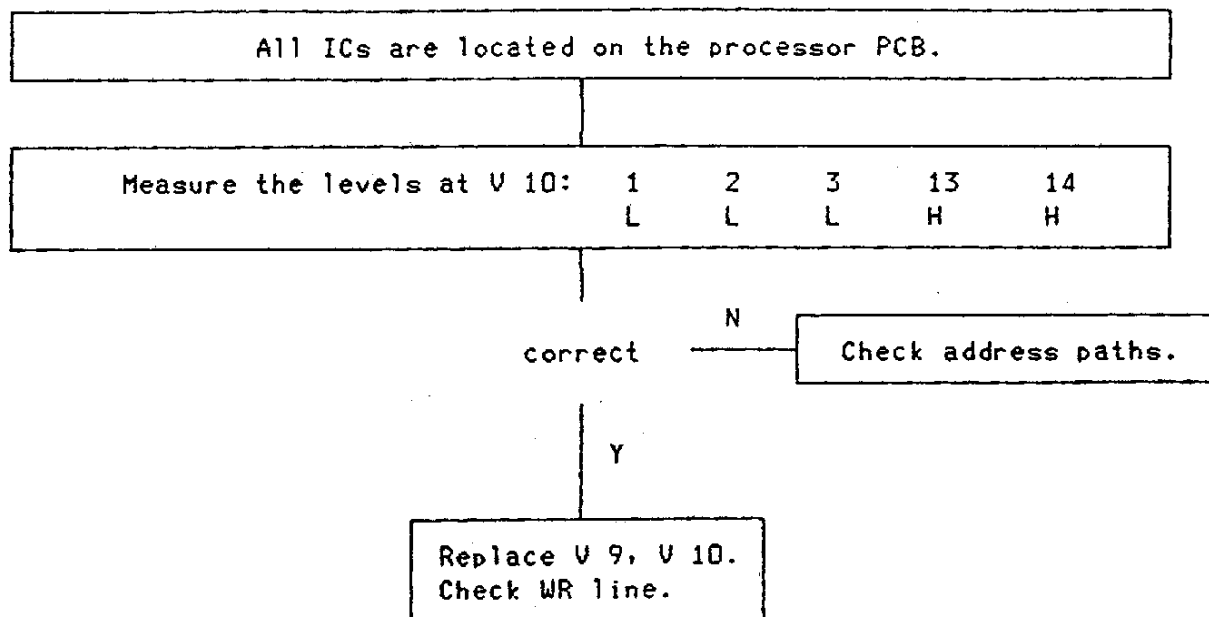 All ICs are located on the processor PCB.
Measure the levels at V 10: 1 2 3 13 14
L L L H H
N
correct
Check address paths.
Y
Replace V 9, V 10.
Check WR line.